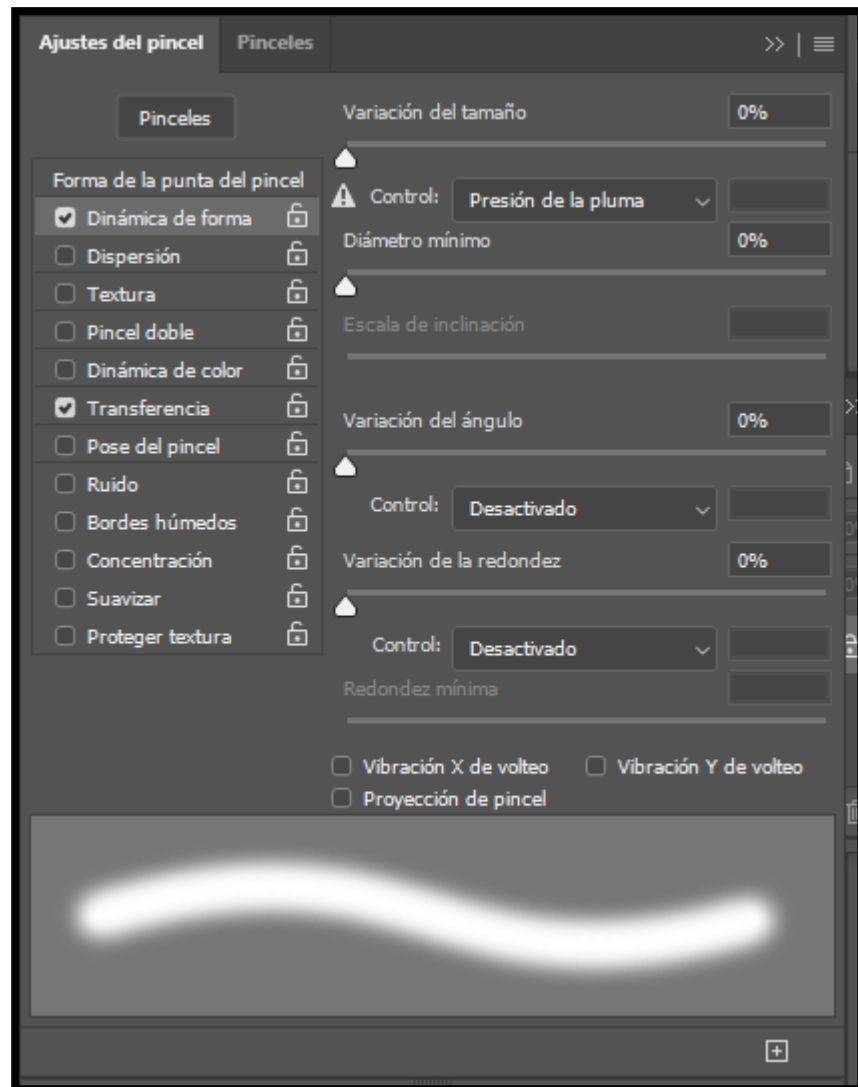 Ajustes del pincel Pinceles
Pinceles
Forma de la punta del pincel
Dinámica de forma
Dispersión
Textura
Pincel doble
Dinámica de color
Transferencia
Pose del pincel
Ruido
Bordes húmedos
Concentración
Suavizar
Proteger textura
Variación del tamaño 0%
Control: Presión de la pluma
Diámetro mínimo 0%
Escala de inclinación
Variación del ángulo 0%
Control: Desactivado
Variación de la redondez 0%
Control: Desactivado
Redondez mínima
Vibración X de volteo Vibración Y de volteo
Proyección de pincel